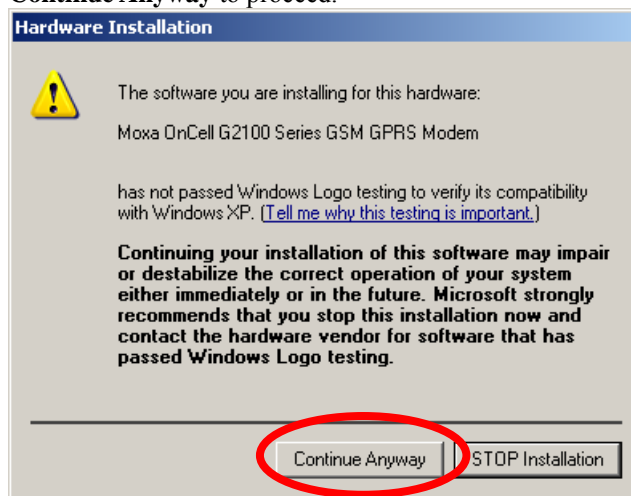 Continue Anyway to proceed.
Hardware Installation
The software you are installing for this hardware:
Moxa OnCell G2100 Series GSM GPRS Modem
has not passed Windows Logo testing to verify its compatibility
with Windows XP. (Tell me why this testing is important.)
Continuing your installation of this software may impair
or destabilize the correct operation of your system
either immediately or in the future. Microsoft strongly
recommends that you stop this installation now and
contact the hardware vendor for software that has
passed Windows Logo testing.
Continue Anyway
STOP Installation